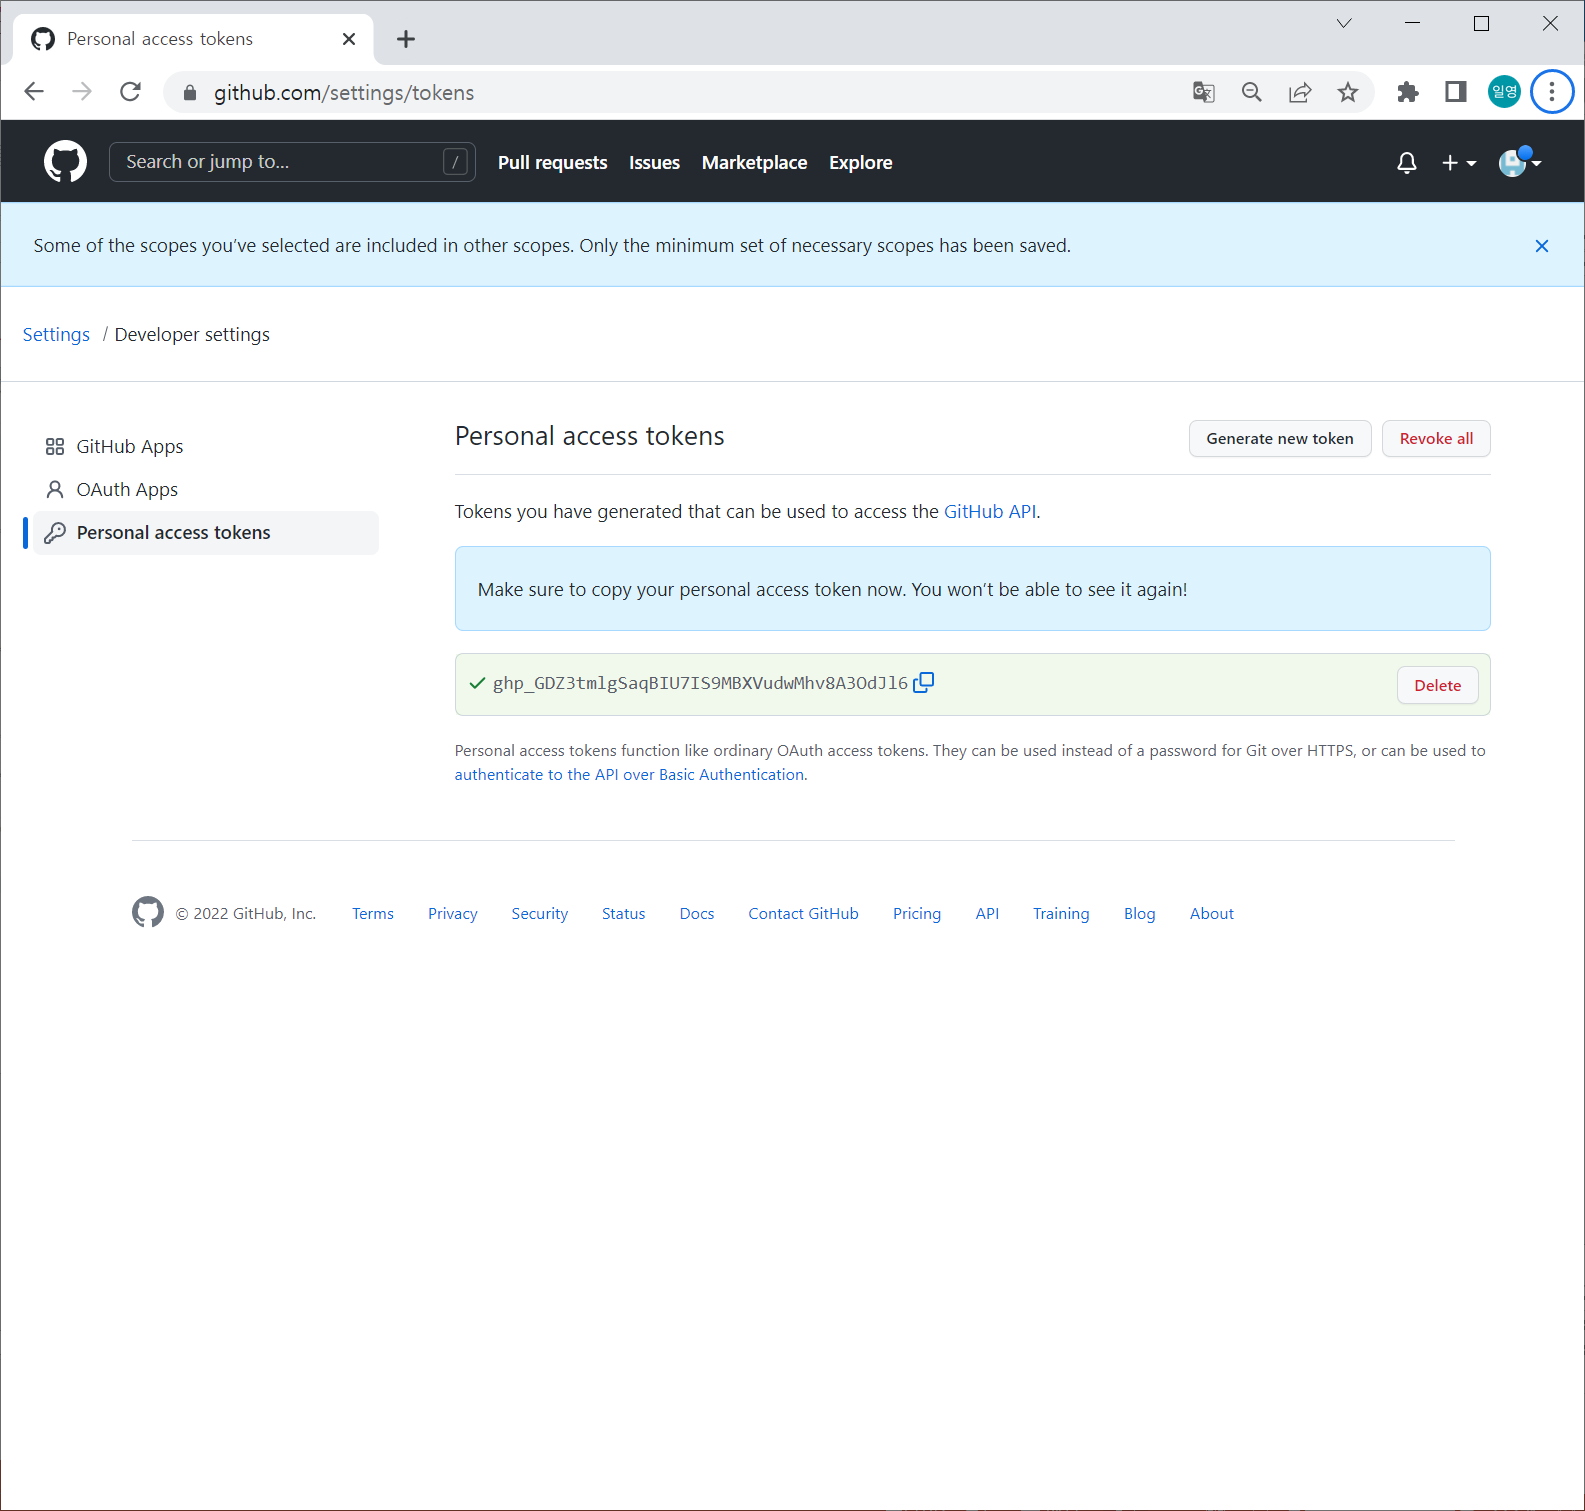 Personal access tokens
github.com/settings/tokens
일영
Search or jump to...
/
Pull requests
Issues
Marketplace
Explore
Some of the scopes you’ve selected are included in other scopes. Only the minimum set of necessary scopes has been saved.
Settings / Developer settings
GitHub Apps
OAuth Apps
Personal access tokens
Personal access tokens
Generate new token
Revoke all
Tokens you have generated that can be used to access the GitHub API.
Make sure to copy your personal access token now. You won’t be able to see it again!
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
Delete
Personal access tokens function like ordinary OAuth access tokens. They can be used instead of a password for Git over HTTPS, or can be used to
authenticate to the API over Basic Authentication.
© 2022 GitHub, Inc.
Terms
Privacy
Security
Status
Docs
Contact GitHub
Pricing
API
Training
Blog
About